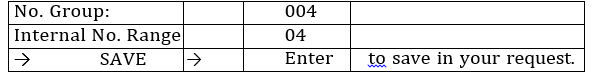 No. Group: 004
Internal No. Range 04
→ SAVE → Enter to save in your request.